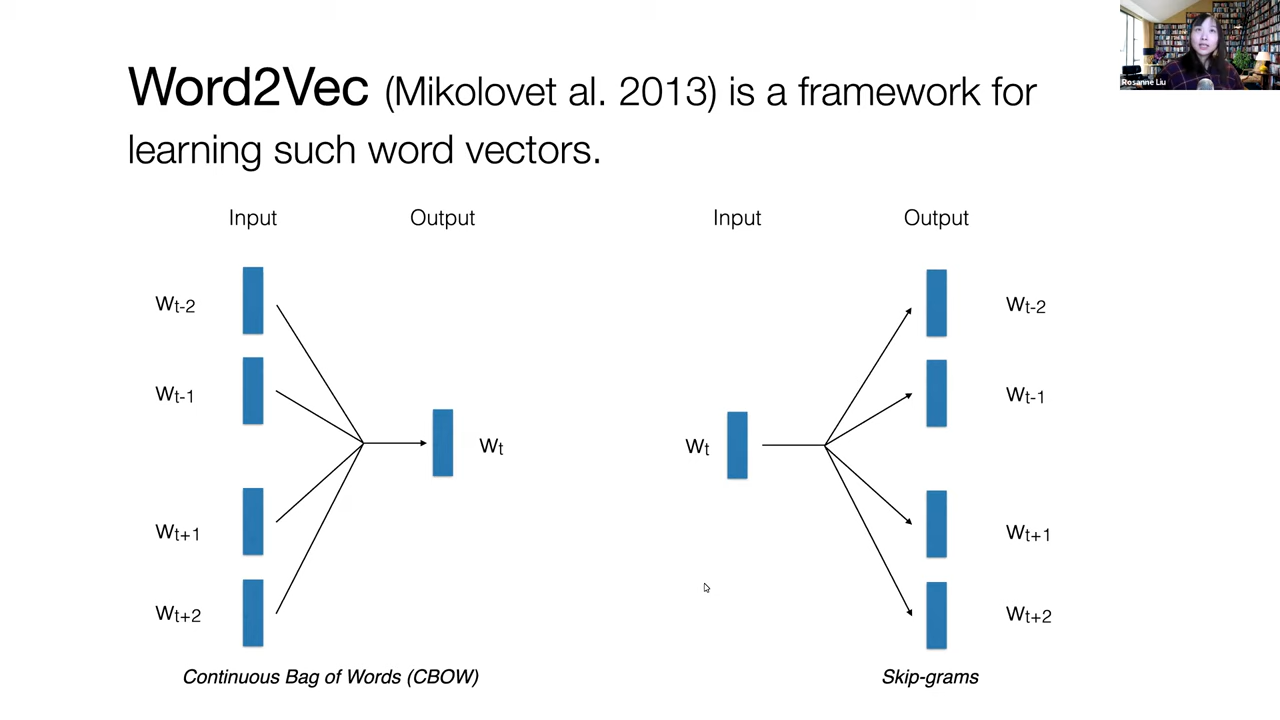 Rosanne Liu
Word2Vec (Mikolovet al. 2013) is a framework for
learning such word vectors.
Input Output Input Output
wt-2 wt-2
wt-1 wt-1
wt wt
wt+1 wt+1
wt+2 wt+2
Continuous Bag of Words (CBOW) Skip-grams